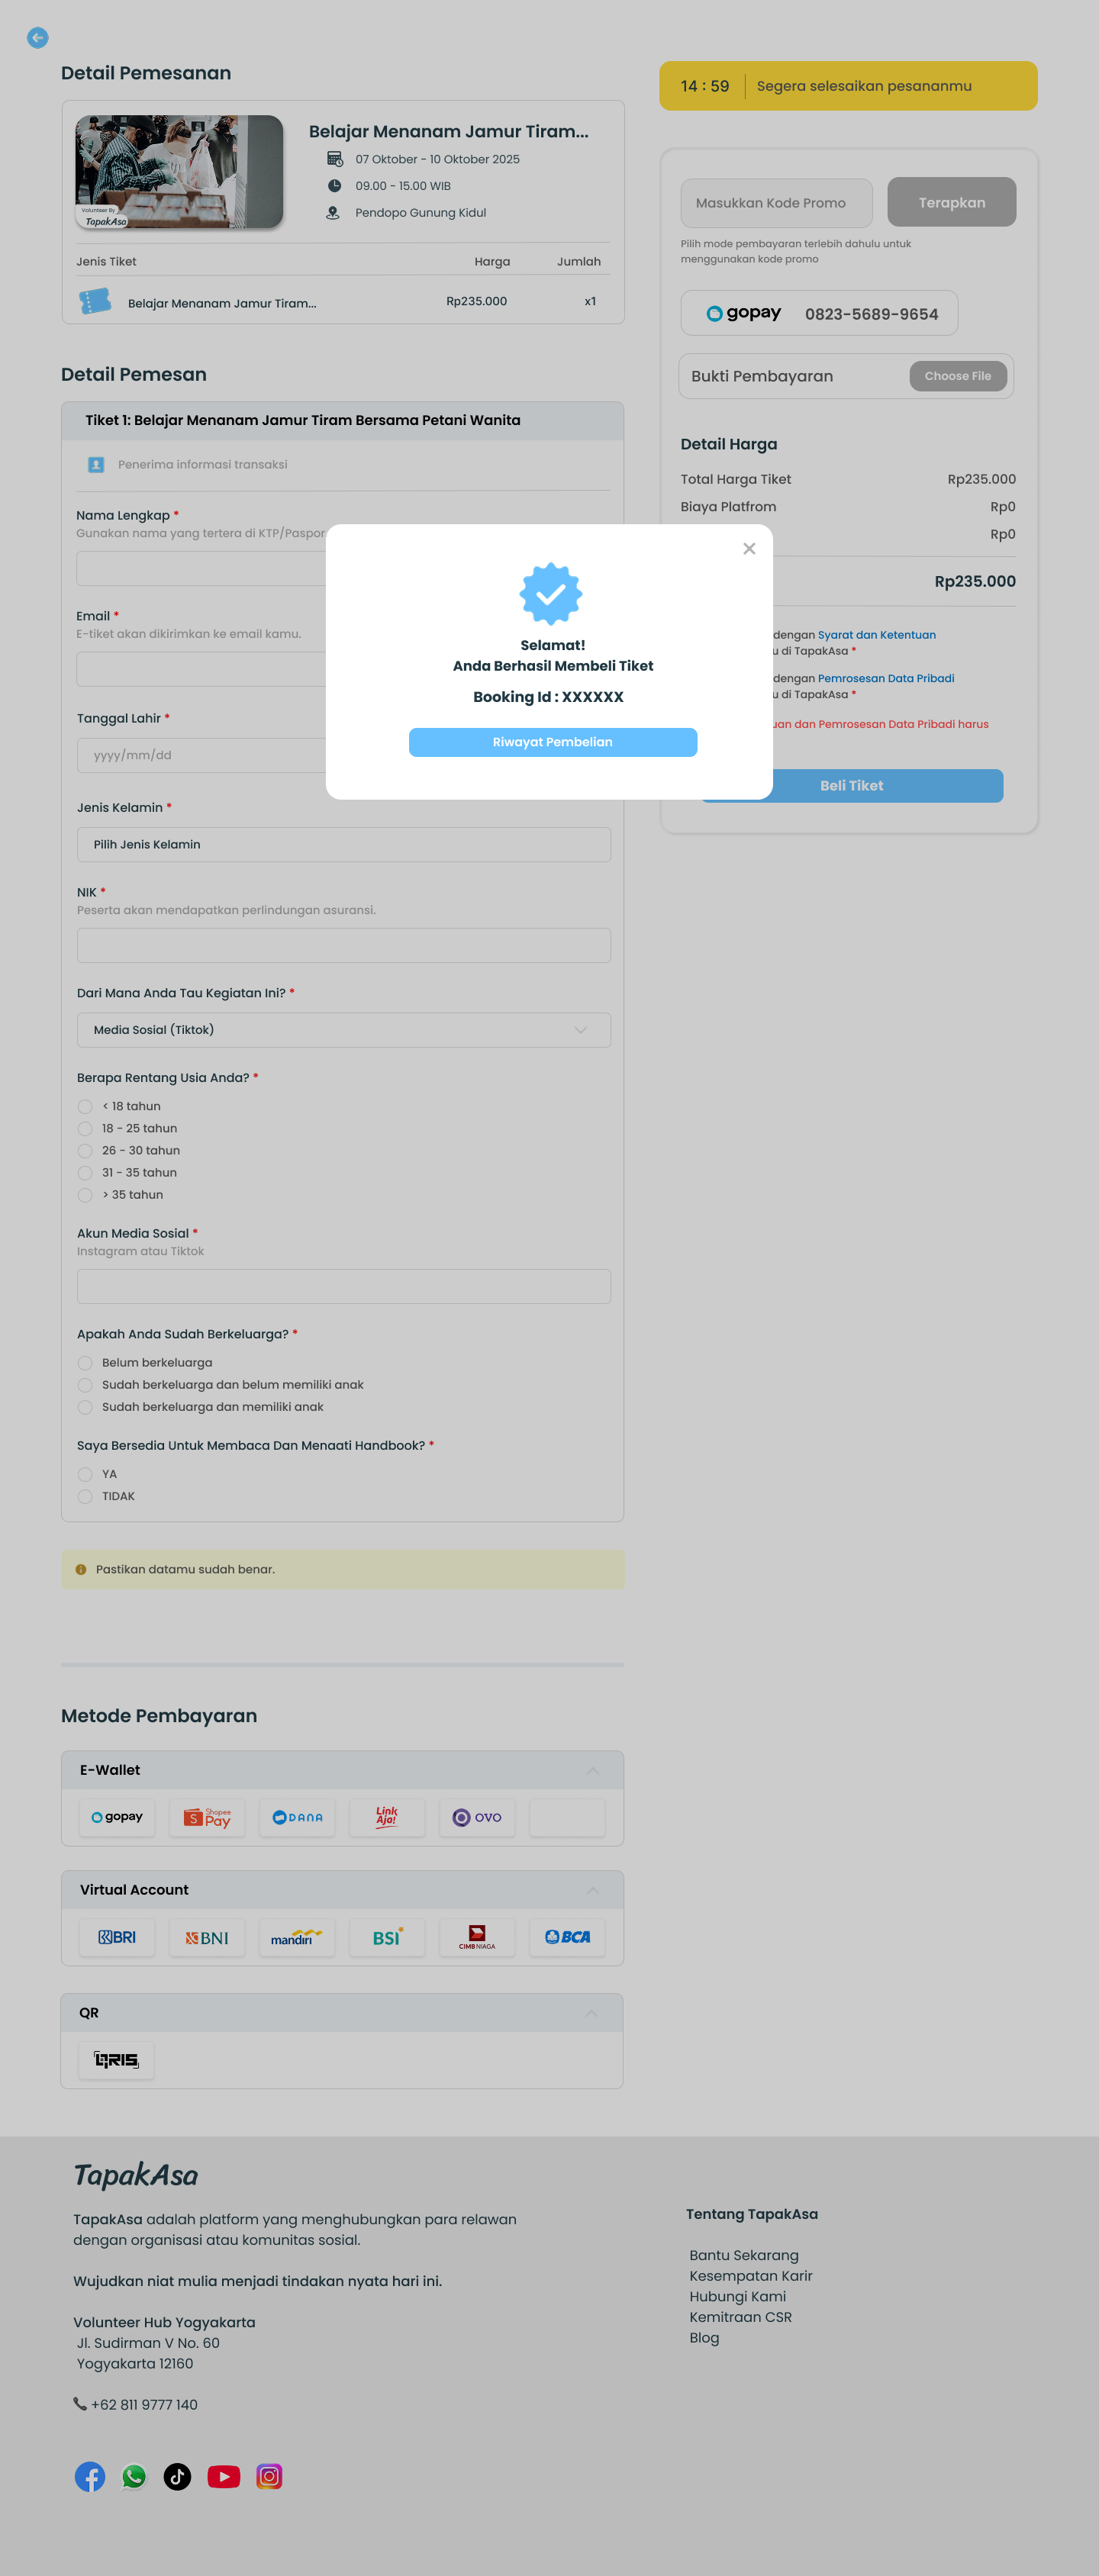 Detail Pemesanan
Volunteer By
TapakAsa
Belajar Menanam Jamur Tiram...
07 Oktober - 10 Oktober 2025
09.00 - 15.00 WIB
Pendopo Gunung Kidul
Jenis Tiket Harga Jumlah
Belajar Menanam Jamur Tiram... Rp235.000 x1
Detail Pemesan
Tiket 1: Belajar Menanam Jamur Tiram Bersama Petani Wanita
Penerima informasi transaksi
Nama Lengkap *
Gunakan nama yang tertera di KTP/Paspor
Email *
E-tiket akan dikirimkan ke email kamu.
Tanggal Lahir *
yyyy/mm/dd
Jenis Kelamin *
Pilih Jenis Kelamin
NIK *
Peserta akan mendapatkan perlindungan asuransi.
Dari Mana Anda Tau Kegiatan Ini? *
Media Sosial (Tiktok)
Berapa Rentang Usia Anda? *
< 18 tahun
18 - 25 tahun
26 - 30 tahun
31 - 35 tahun
> 35 tahun
Akun Media Sosial *
Instagram atau Tiktok
Apakah Anda Sudah Berkeluarga? *
Belum berkeluarga
Sudah berkeluarga dan belum memiliki anak
Sudah berkeluarga dan memiliki anak
Saya Bersedia Untuk Membaca Dan Menaati Handbook? *
YA
TIDAK
Pastikan datamu sudah benar.
14 : 59 Segera selesaikan pesananmu
Masukkan Kode Promo Terapkan
Pilih mode pembayaran terlebih dahulu untuk
menggunakan kode promo
gopay 0823-5689-9654
Bukti Pembayaran Choose File
Detail Harga
Total Harga Tiket Rp235.000
Biaya Platfrom Rp0
Rp0
Rp235.000
dengan Syarat dan Ketentuan
di TapakAsa *
dengan Pemrosesan Data Pribadi
di TapakAsa *
dan Pemrosesan Data Pribadi harus
Beli Tiket
Selamat!
Anda Berhasil Membeli Tiket
Booking Id : XXXXXX
Riwayat Pembelian
Metode Pembayaran
E-Wallet
gopay Shopee Pay DANA Link Aja! OVO
Virtual Account
BRI BNI mandiri BSI CIMB NIAGA BCA
QR
QRIS
TapakAsa
TapakAsa adalah platform yang menghubungkan para relawan
dengan organisasi atau komunitas sosial.
Wujudkan niat mulia menjadi tindakan nyata hari ini.
Volunteer Hub Yogyakarta
Jl. Sudirman V No. 60
Yogyakarta 12160
+62 811 9777 140
Tentang TapakAsa
Bantu Sekarang
Kesempatan Karir
Hubungi Kami
Kemitraan CSR
Blog